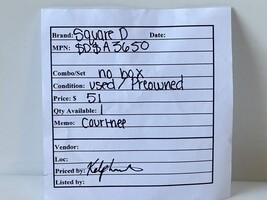 Brand: Square D Date:
MPN: SDSA3650
Combo/Set no box
Condition: used/Preowned
Price: $ 51
Qty Available: 1
Memo: Courtnee
Vendor:
Loc:
Priced by:
Listed by: